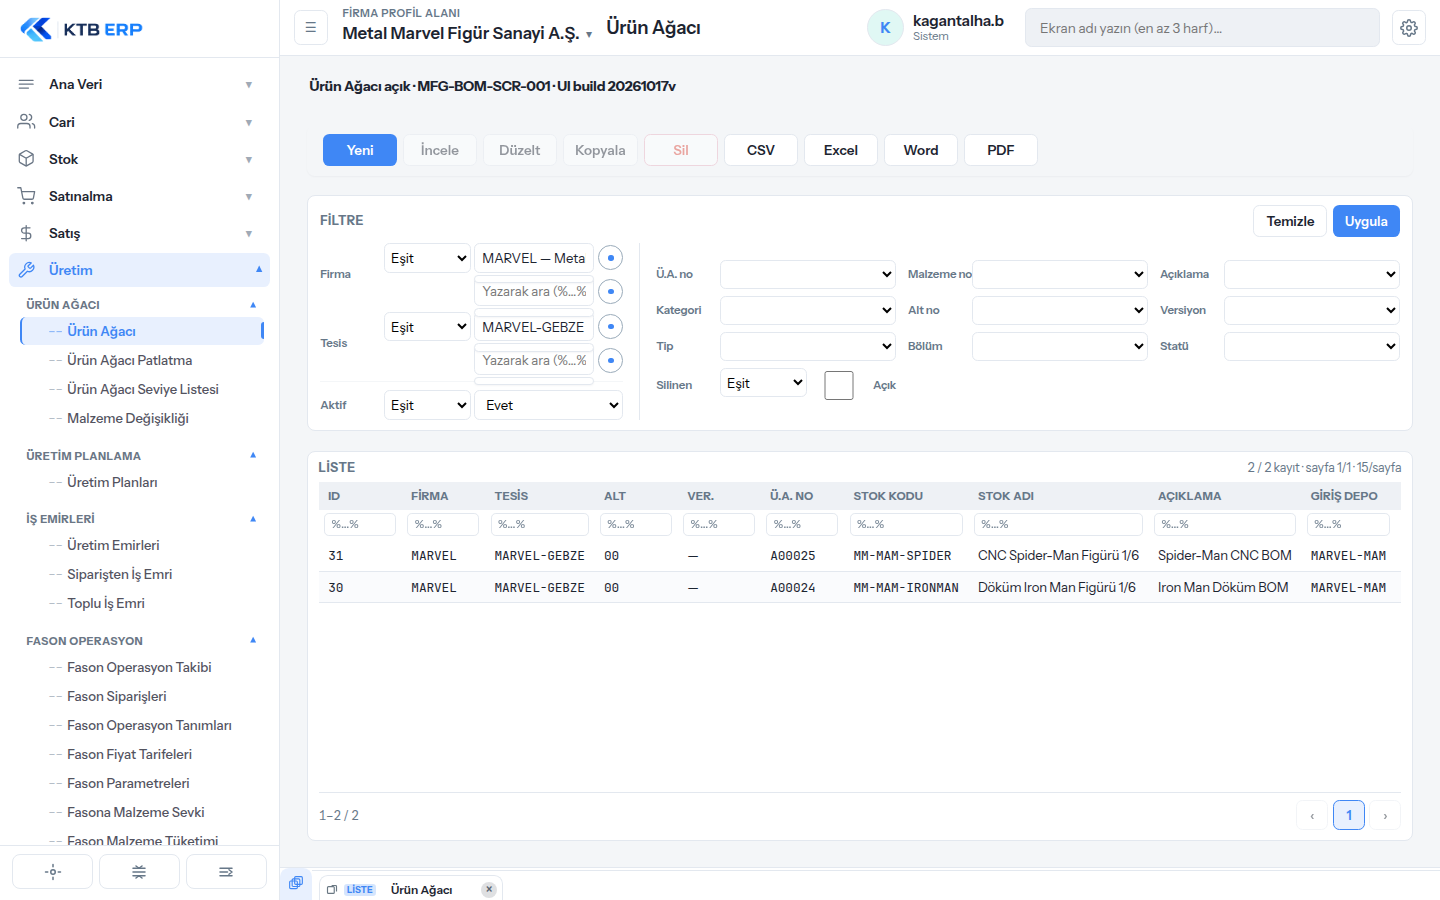 KTB ERP
FİRMA PROFİL ALANI
Metal Marvel Figür Sanayi A.Ş.
Ürün Ağacı
K
kagantalha.b
Sistem
Ekran adı yazın (en az 3 harf)...
Ana Veri
Cari
Stok
Satınalma
Satış
Üretim
ÜRÜN AĞACI
Ürün Ağacı
Ürün Ağacı Patlatma
Ürün Ağacı Seviye Listesi
Malzeme Değişikliği
ÜRETİM PLANLAMA
Üretim Planları
İŞ EMİRLERİ
Üretim Emirleri
Siparişten İş Emri
Toplu İş Emri
FASON OPERASYON
Fason Operasyon Takibi
Fason Siparişleri
Fason Operasyon Tanımları
Fason Fiyat Tarifeleri
Fason Parametreleri
Fasona Malzeme Sevki
Fason Malzeme Tüketimi
Ürün Ağacı açık · MFG-BOM-SCR-001 · UI build 20261017v
Yeni İncele Düzelt Kopyala Sil CSV Excel Word PDF
FİLTRE
Temizle Uygula
Firma Eşit MARVEL — Meta
Yazarak ara (%...%
Tesis Eşit MARVEL-GEBZE
Yazarak ara (%...%
Aktif Eşit Evet
Ü.A. no Malzeme no Açıklama
Kategori Alt no Versiyon
Tip Bölüm Statü
Silinen Eşit Açık
LİSTE
2 / 2 kayıt · sayfa 1/1 · 15/sayfa
ID FİRMA TESİS ALT VER. Ü.A. NO STOK KODU STOK ADI AÇIKLAMA GİRİŞ DEPO
%...% %...% %...% %...% %...% %...% %...% %...% %...% %...%
31 MARVEL MARVEL-GEBZE 00 — A00025 MM-MAM-SPIDER CNC Spider-Man Figürü 1/6 Spider-Man CNC BOM MARVEL-MAM
30 MARVEL MARVEL-GEBZE 00 — A00024 MM-MAM-IRONMAN Döküm Iron Man Figürü 1/6 Iron Man Döküm BOM MARVEL-MAM
1–2 / 2
‹ 1 ›
LİSTE Ürün Ağacı ×